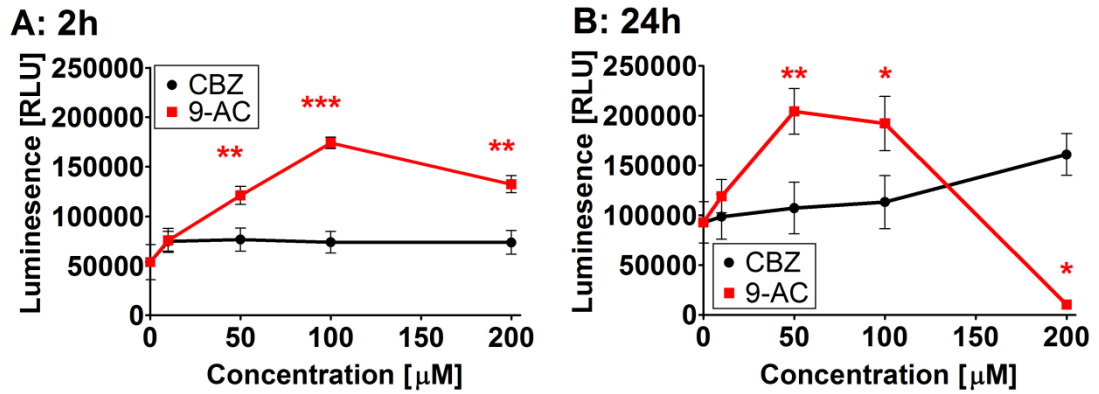 A: 2h
250000
200000
150000
100000
50000
0
Luminesence [RLU]
CBZ
9-AC
**
***
**
0
50
100
150
200
Concentration [μM]
B: 24h
250000
200000
150000
100000
50000
0
Luminesence [RLU]
**
*
*
CBZ
9-AC
0
50
100
150
200
Concentration [μM]